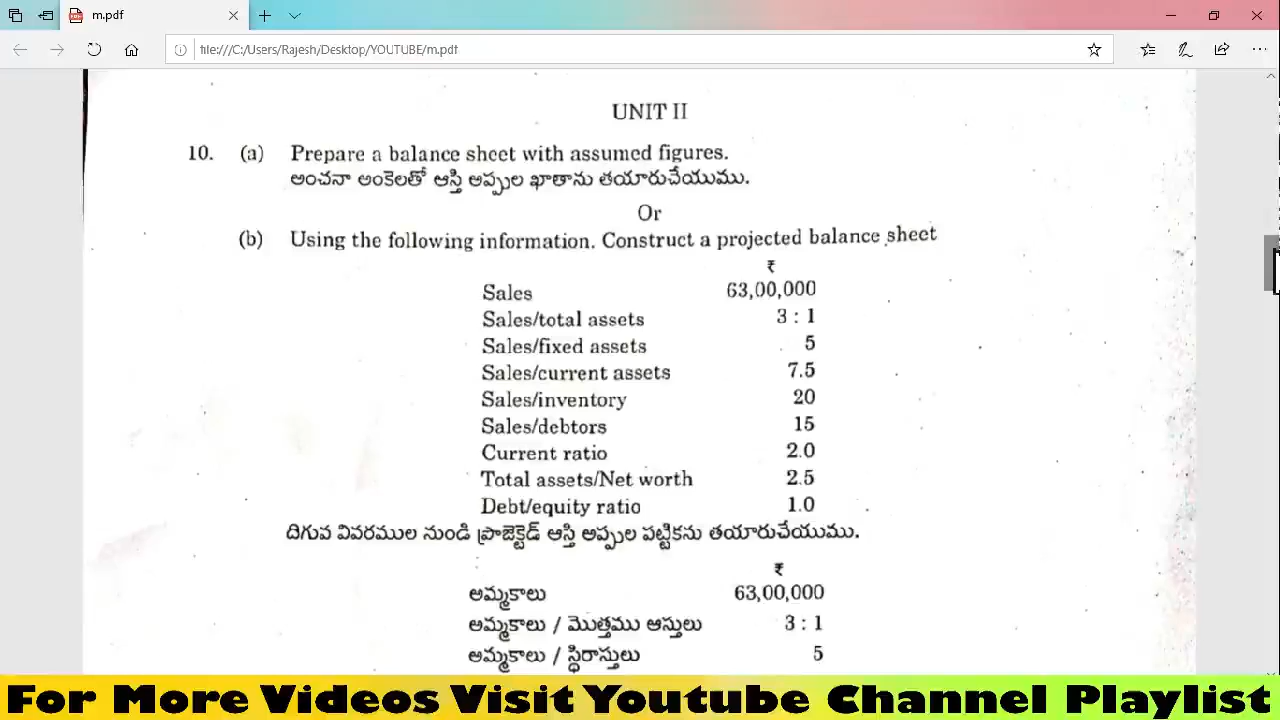 m.pdf
file:///C:/Users/Rajesh/Desktop/YOUTUBE/m.pdf
UNIT II
10. (a) Prepare a balance sheet with assumed figures.
అంచనా అంకెలతో ఆస్తి అప్పుల ఖాతాను తయారుచేయుము.
Or
(b) Using the following information. Construct a projected balance sheet
₹
Sales 63,00,000
Sales/total assets 3 : 1
Sales/fixed assets 5
Sales/current assets 7.5
Sales/inventory 20
Sales/debtors 15
Current ratio 2.0
Total assets/Net worth 2.5
Debt/equity ratio 1.0
దిగువ వివరముల నుండి ప్రాజెక్టెడ్ ఆస్తి అప్పుల పట్టికను తయారుచేయుము.
₹
అమ్మకాలు 63,00,000
అమ్మకాలు / మొత్తము ఆస్తులు 3 : 1
అమ్మకాలు / స్థిరాస్తులు 5
For More Videos Visit Youtube Channel Playlist